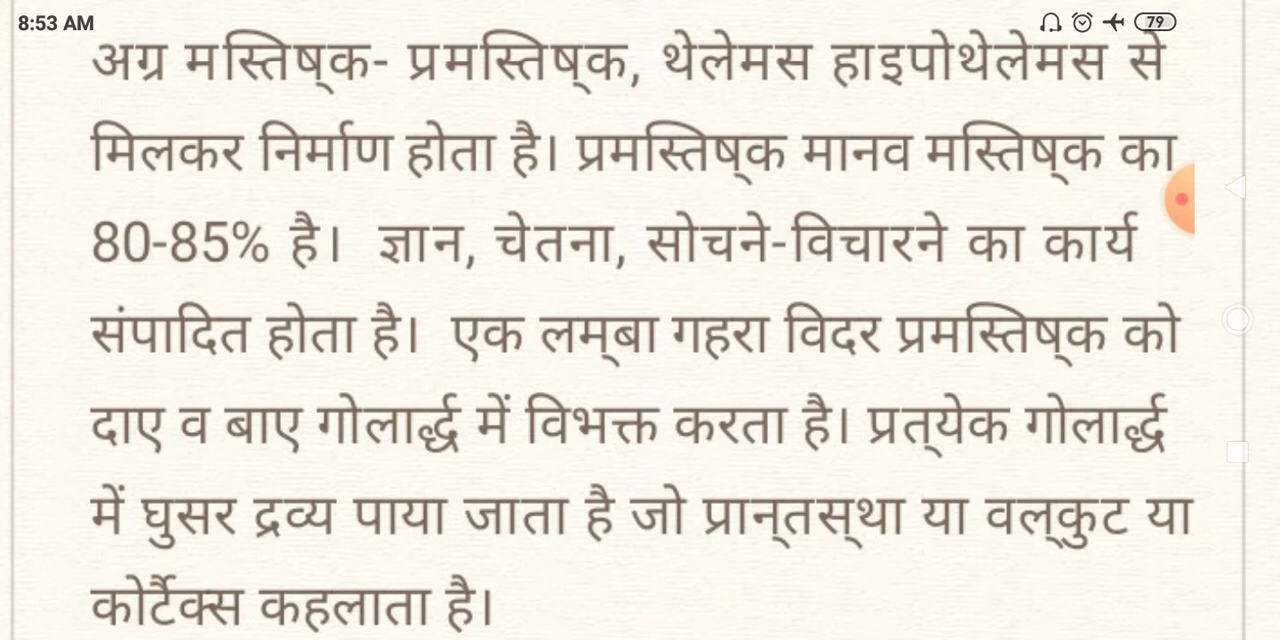 8:53 AM 79
अग्र मस्तिष्‌क- प्रमस्तिष्‌क, थेलेमस हाइपोथेलेमस से
मिलकर निर्माण होता है। प्रमस्तिष्‌क मानव मस्तिष्‌क का
80-85% है। ज्ञान, चेतना, सोचने-विचारने का कार्य
संपादित होता है। एक लम्‌बा गहरा विदर प्रमस्तिष्‌क को
दाए व बाए गोलार्द्ध में विभक्त करता है। प्रत्‌येक गोलार्द्ध
में घुसर द्रव्य पाया जाता है जो प्रान्‌तस्‌था या वल्‌कुट या
कोर्टैक्स कहलाता है।